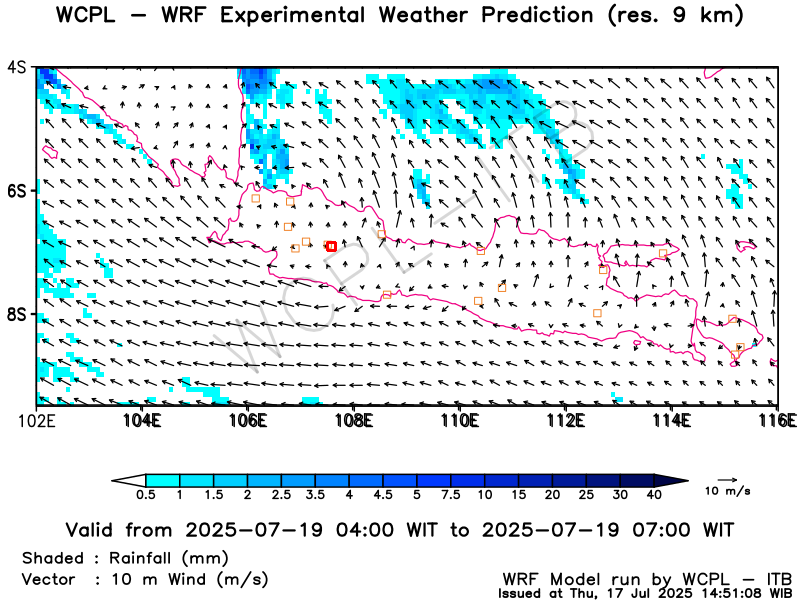 WCPL – WRF Experimental Weather Prediction (res. 9 km)
4S
6S
8S
WCPL-ITB
102E 104E 106E 108E 110E 112E 114E 116E
0.5 1 1.5 2 2.5 3.5 4 4.5 5 7.5 10 15 20 25 30 40
10 m/s
Valid from 2025-07-19 04:00 WIT to 2025-07-19 07:00 WIT
Shaded : Rainfall (mm)
Vector : 10 m Wind (m/s)
WRF Model run by WCPL – ITB
Issued at Thu, 17 Jul 2025 14:51:08 WIB